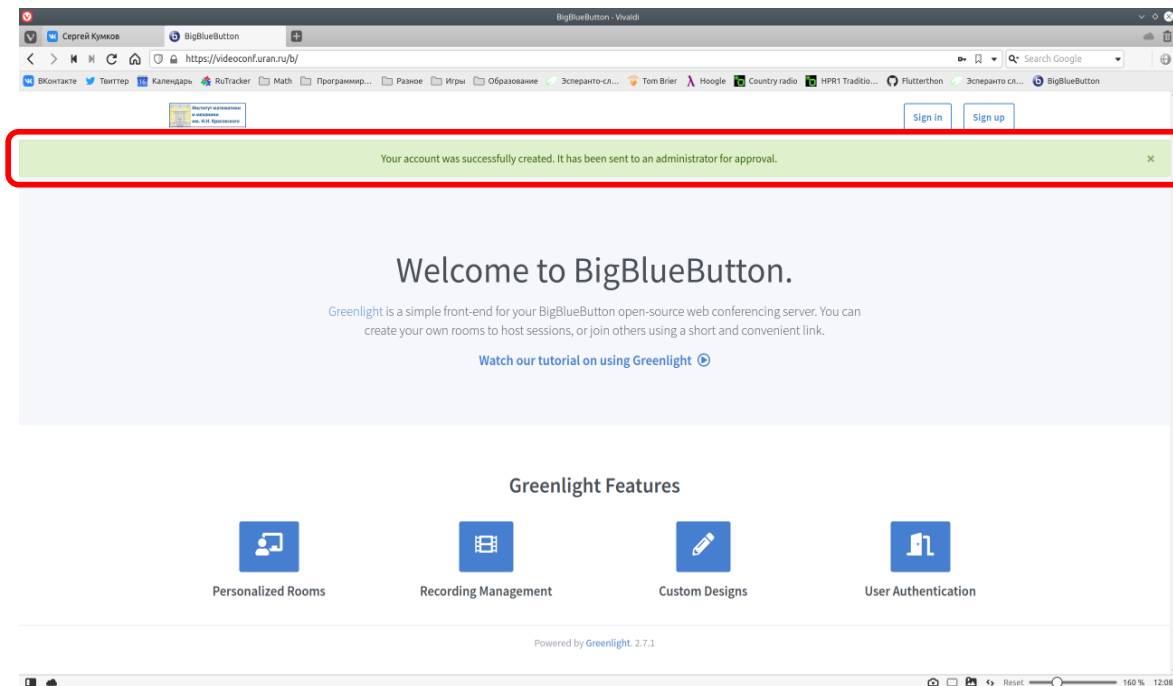 BigBlueButton - Vivaldi
Сергей Кумков
BigBlueButton
https://videoconf.uran.ru/b/
Search Google
ВКонтакте Твиттер Календарь RuTracker Math Программир... Разное Игры Образование Эсперанто-сл... Tom Brier Hoogle Country radio HPR1 Traditio... Flutterthon Эсперанто сл... BigBlueButton
Институт математики
и механики
им. Н.Н. Красовского
Sign in
Sign up
Your account was successfully created. It has been sent to an administrator for approval.
Welcome to BigBlueButton.
Greenlight is a simple front-end for your BigBlueButton open-source web conferencing server. You can
create your own rooms to host sessions, or join others using a short and convenient link.
Watch our tutorial on using Greenlight
Greenlight Features
Personalized Rooms
Recording Management
Custom Designs
User Authentication
Powered by Greenlight. 2.7.1
Reset
160 %
12:08